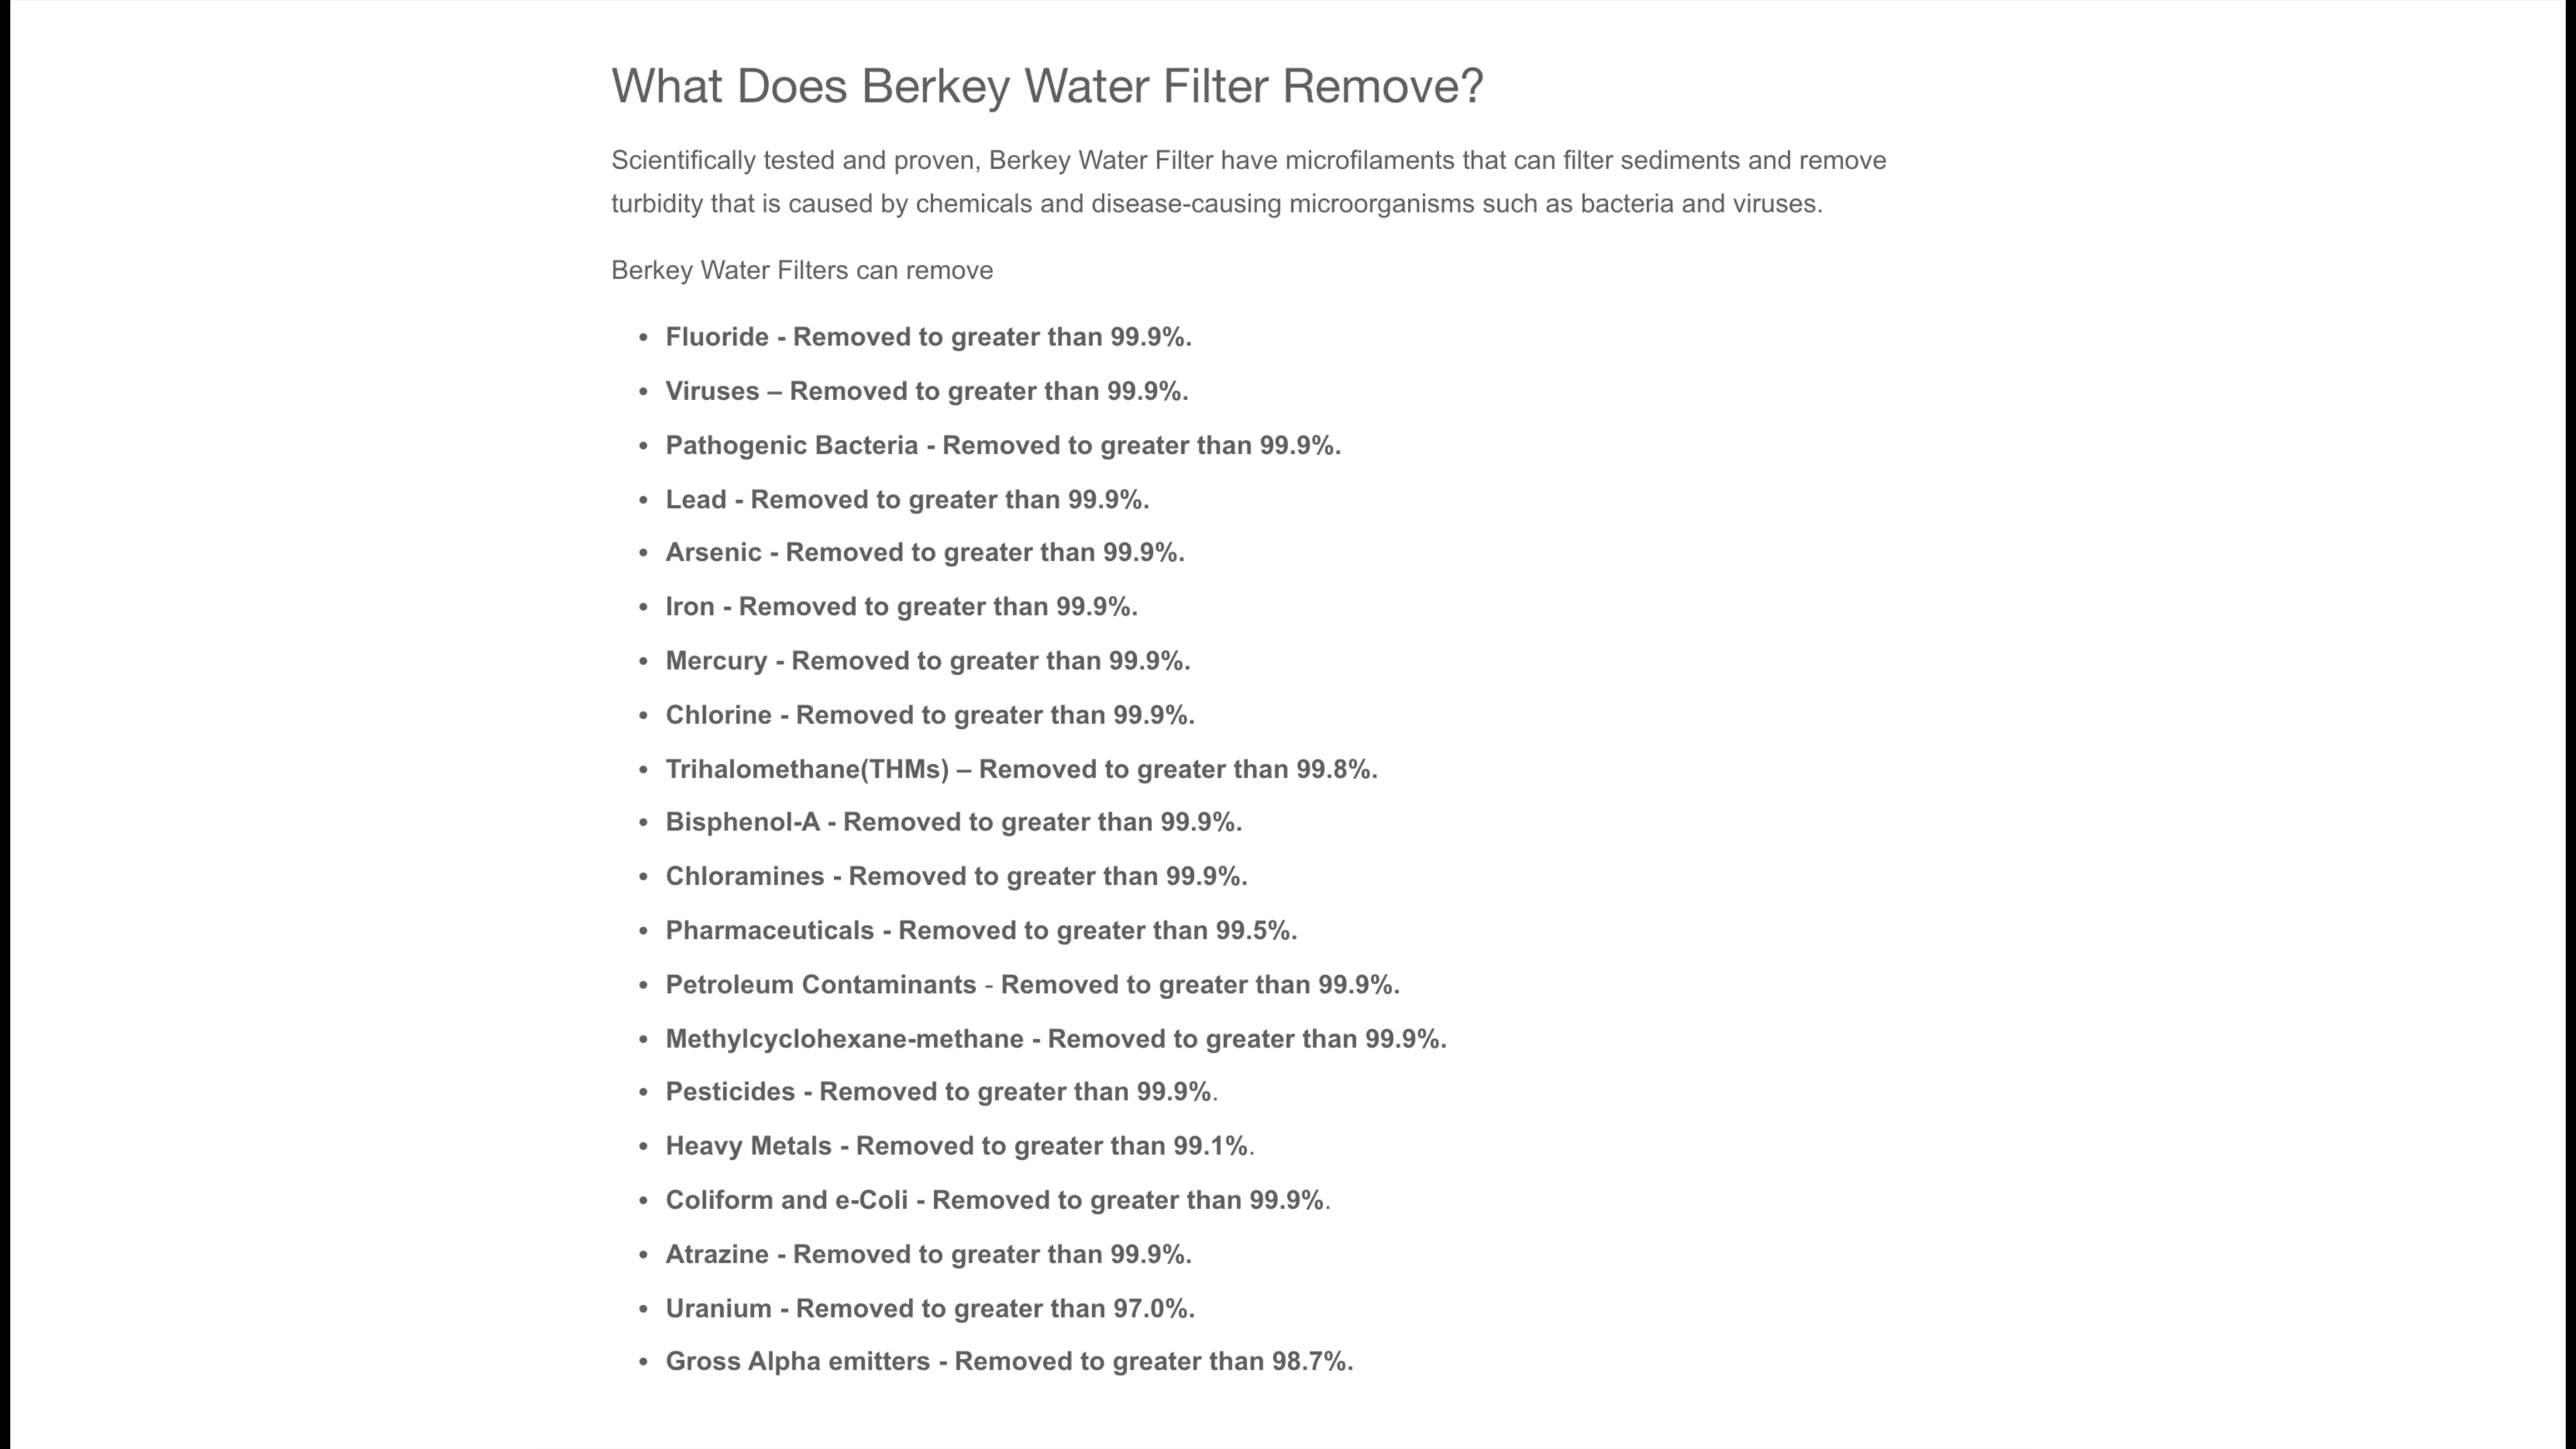 What Does Berkey Water Filter Remove?
Scientifically tested and proven, Berkey Water Filter have microfilaments that can filter sediments and remove
turbidity that is caused by chemicals and disease-causing microorganisms such as bacteria and viruses.
Berkey Water Filters can remove
• Fluoride - Removed to greater than 99.9%.
• Viruses – Removed to greater than 99.9%.
• Pathogenic Bacteria - Removed to greater than 99.9%.
• Lead - Removed to greater than 99.9%.
• Arsenic - Removed to greater than 99.9%.
• Iron - Removed to greater than 99.9%.
• Mercury - Removed to greater than 99.9%.
• Chlorine - Removed to greater than 99.9%.
• Trihalomethane(THMs) – Removed to greater than 99.8%.
• Bisphenol-A - Removed to greater than 99.9%.
• Chloramines - Removed to greater than 99.9%.
• Pharmaceuticals - Removed to greater than 99.5%.
• Petroleum Contaminants - Removed to greater than 99.9%.
• Methylcyclohexane-methane - Removed to greater than 99.9%.
• Pesticides - Removed to greater than 99.9%.
• Heavy Metals - Removed to greater than 99.1%.
• Coliform and e-Coli - Removed to greater than 99.9%.
• Atrazine - Removed to greater than 99.9%.
• Uranium - Removed to greater than 97.0%.
• Gross Alpha emitters - Removed to greater than 98.7%.